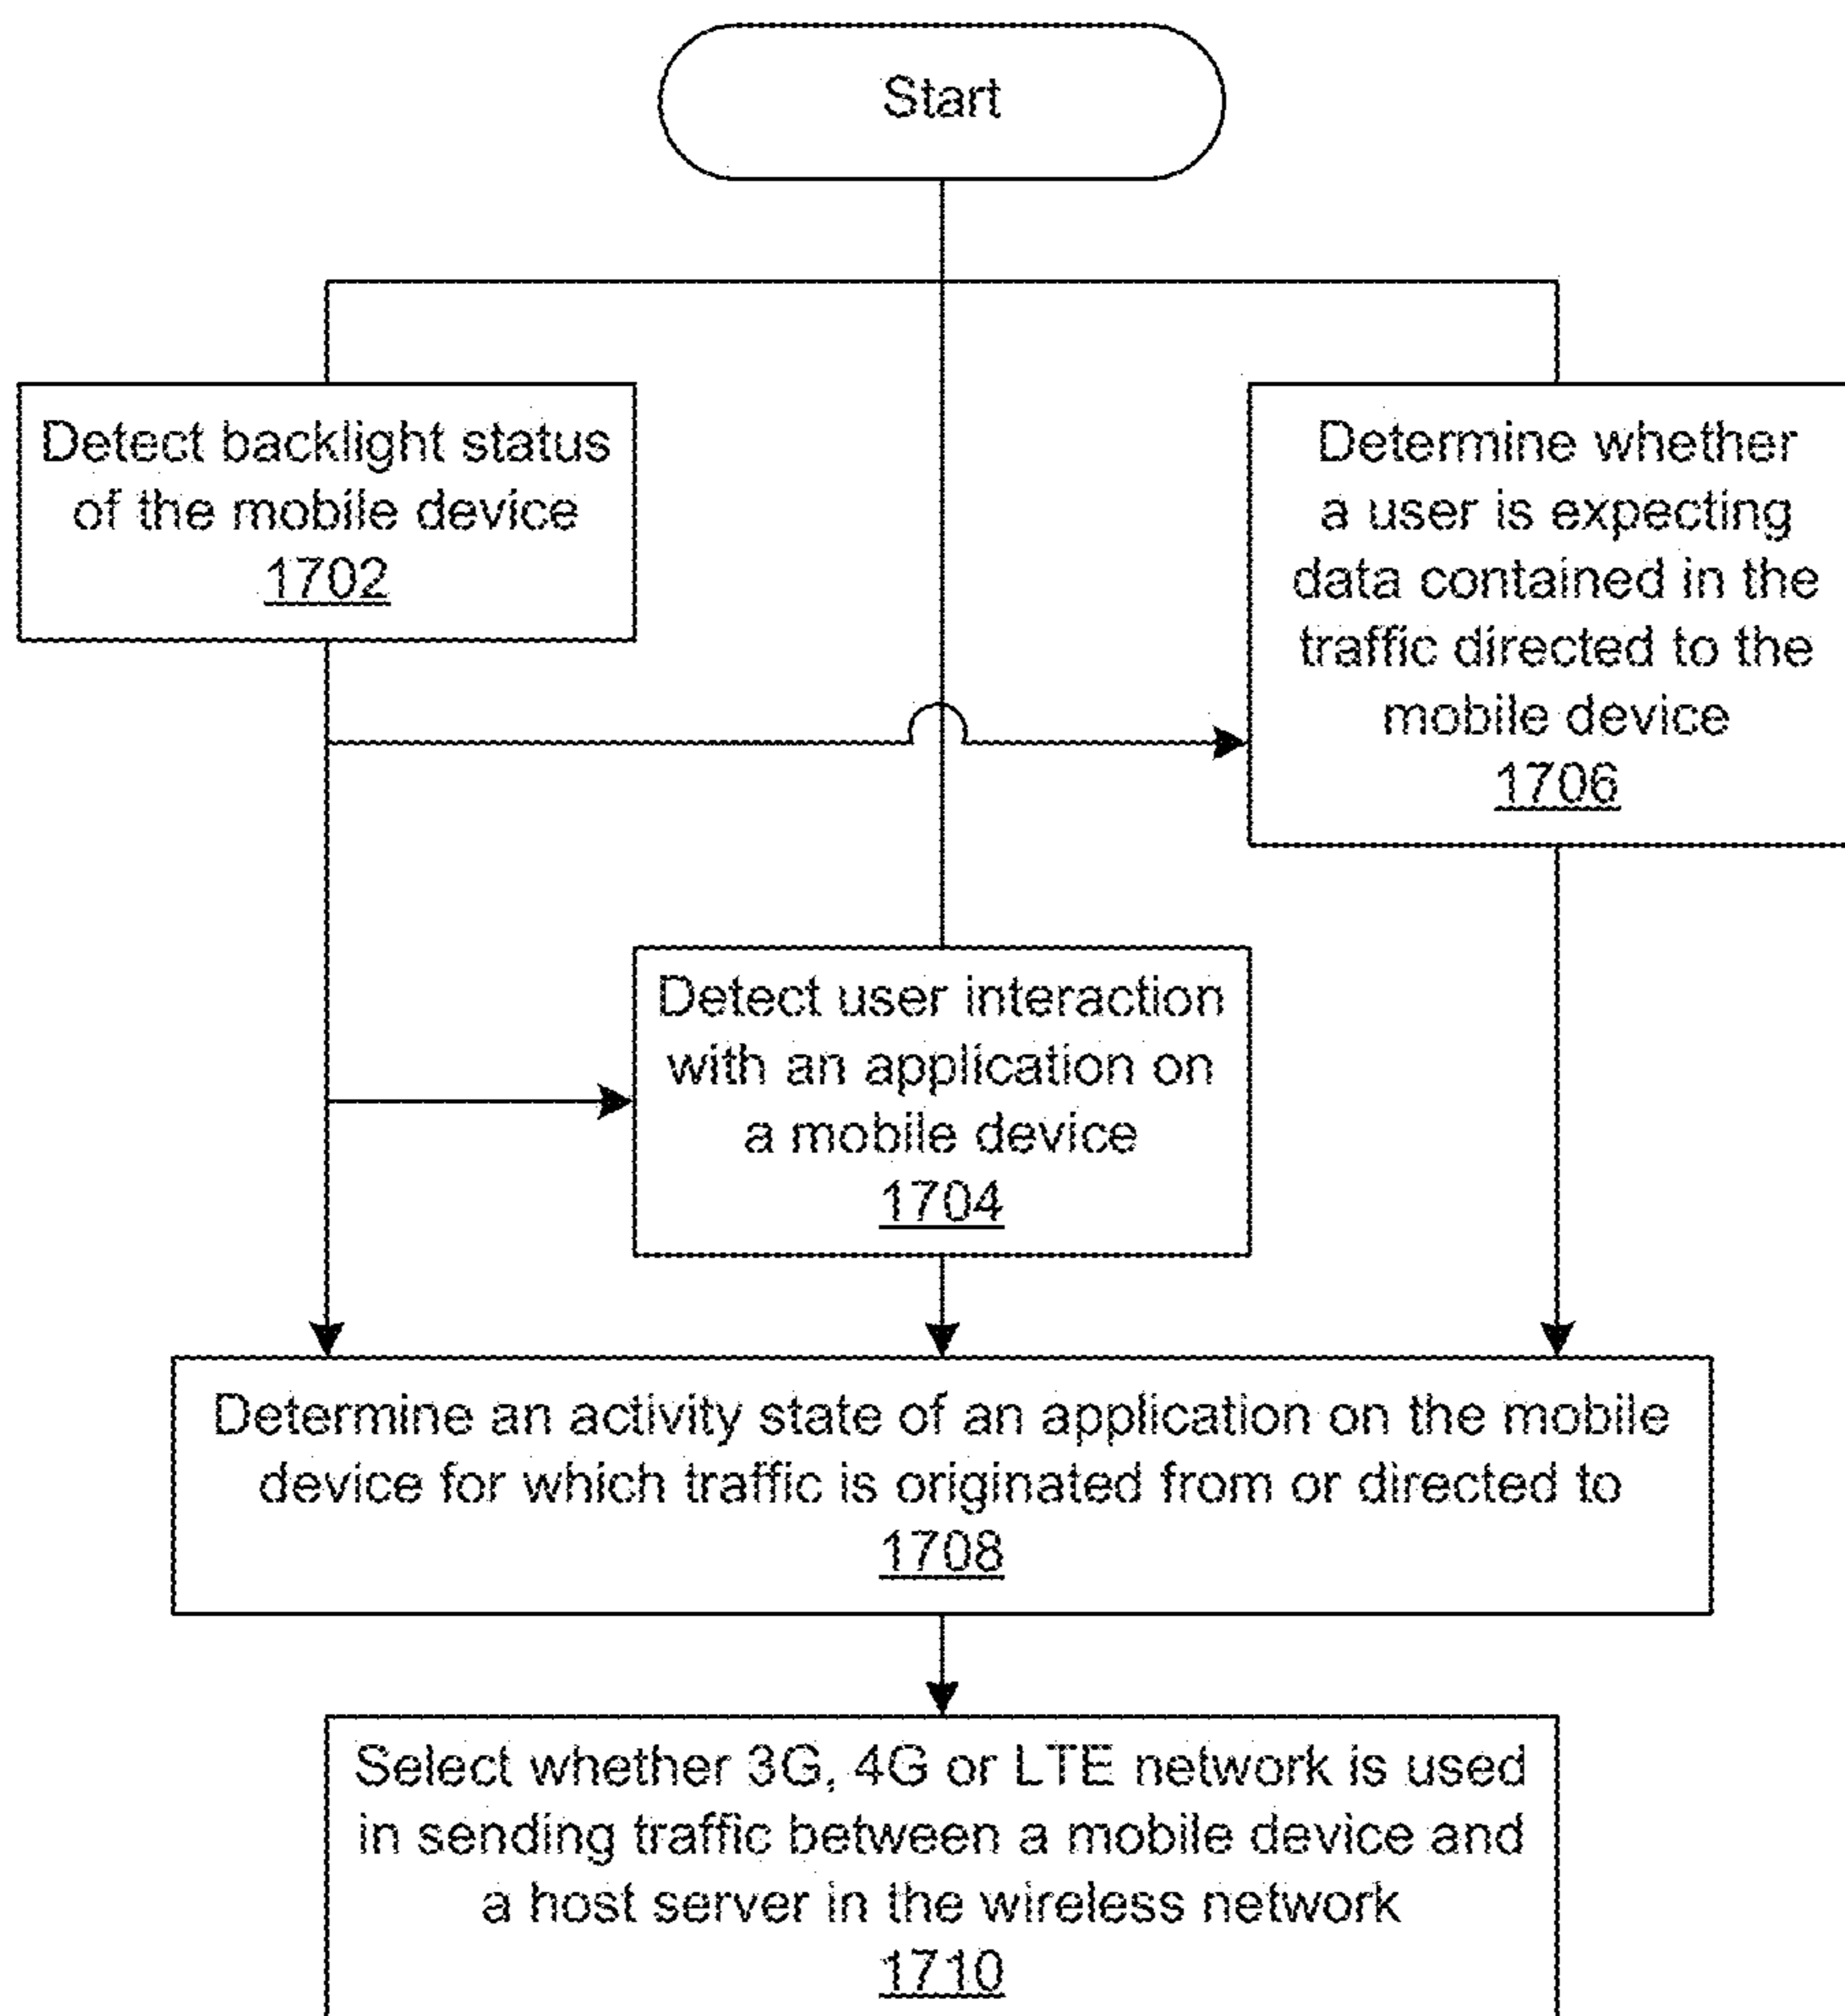 Start
Detect backlight status
of the mobile device
1702
Determine whether
a user is expecting
data contained in the
traffic directed to the
mobile device
1706
Detect user interaction
with an application on
a mobile device
1704
Determine an activity state of an application on the mobile
device for which traffic is originated from or directed to
1708
Select whether 3G, 4G or LTE network is used
in sending traffic between a mobile device and
a host server in the wireless network
1710